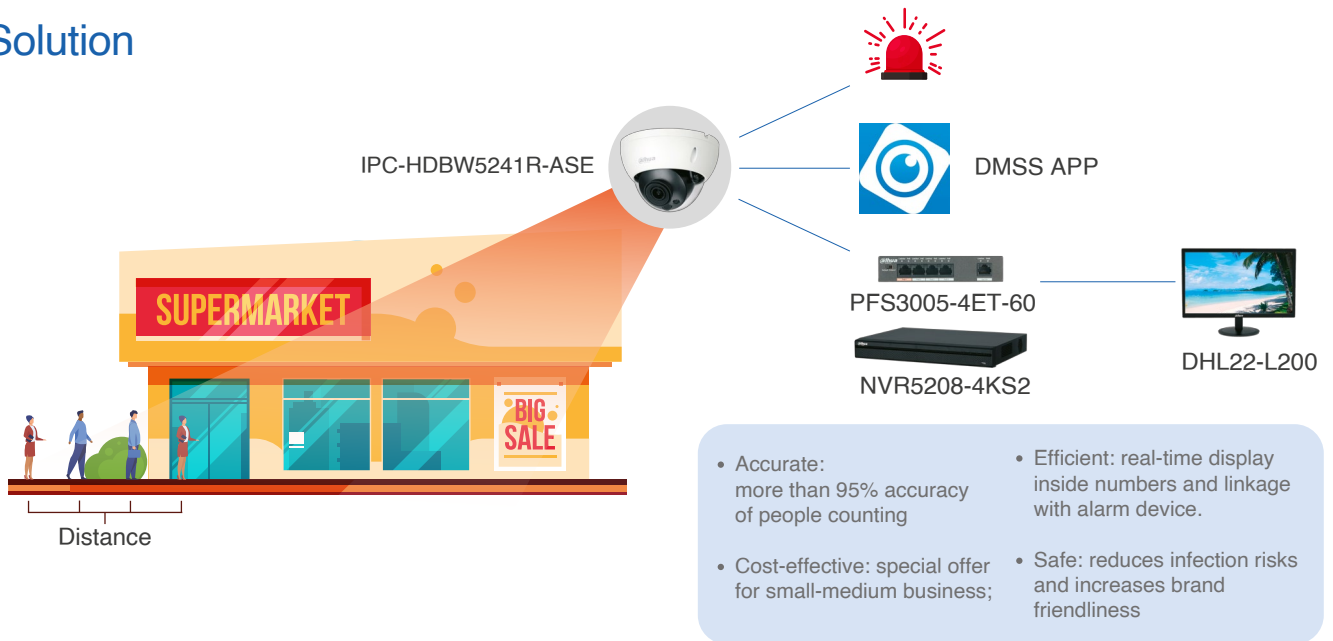 Solution
IPC-HDBW5241R-ASE
DMSS APP
PFS3005-4ET-60
NVR5208-4KS2
DHL22-L200
SUPERMARKET
BIG
SALE
Distance
• Accurate:
more than 95% accuracy
of people counting
• Cost-effective: special offer
for small-medium business;
• Efficient: real-time display
inside numbers and linkage
with alarm device.
• Safe: reduces infection risks
and increases brand
friendliness